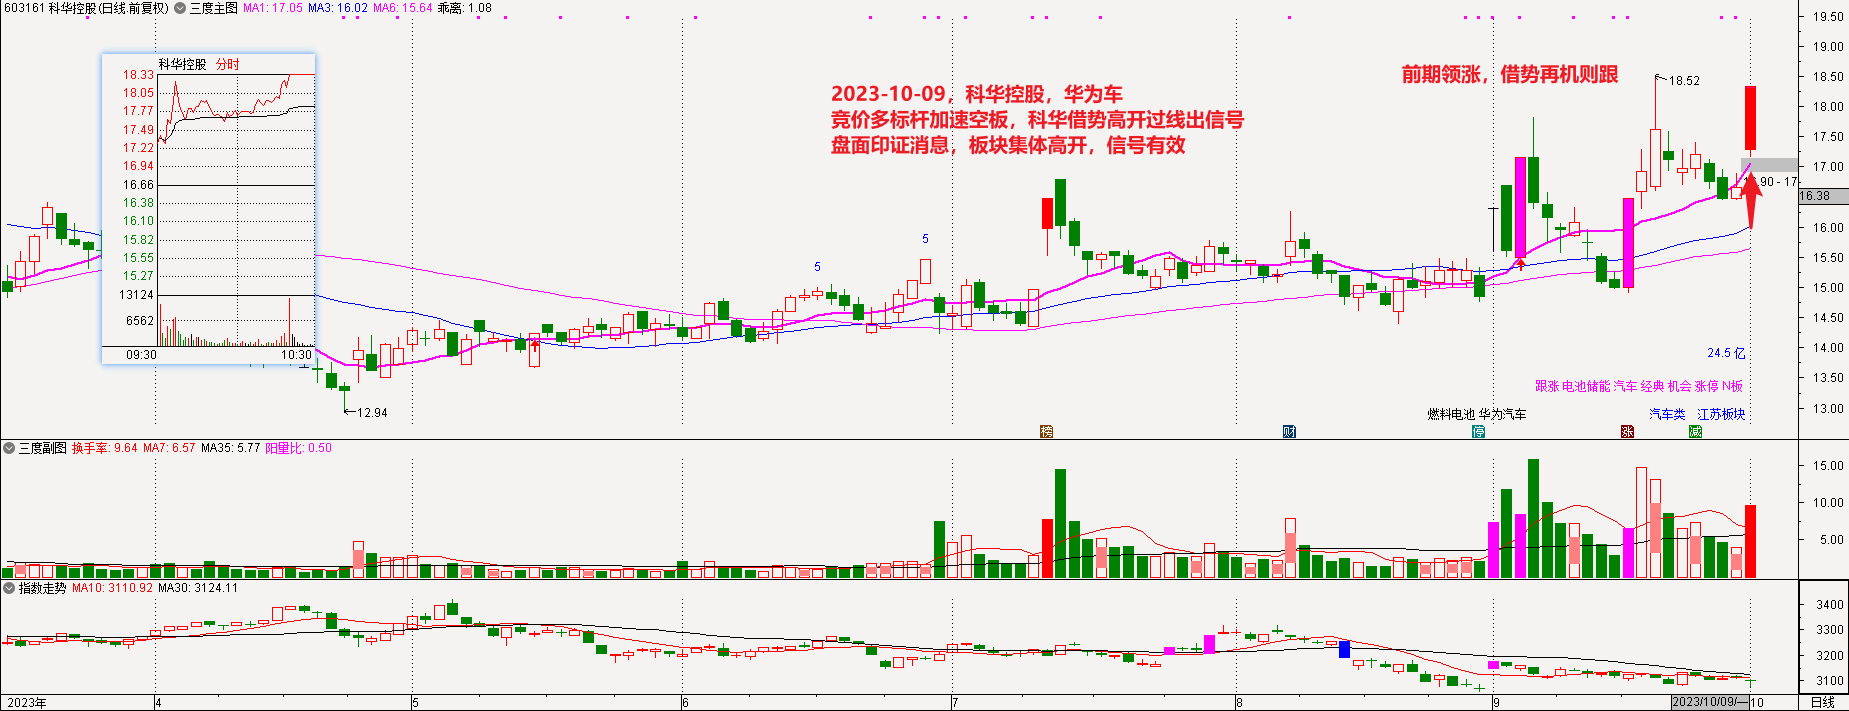 603161 科华控股(日线.前复权) 三度主图 MA1: 17.05 MA3: 16.02 MA6: 15.64 乖离: 1.08
科华控股 分时
18.33
18.05
17.77
17.49
17.22
16.94
16.66
16.38
16.10
15.82
15.55
15.27
13124
6562
09:30 10:30
2023-10-09，科华控股，华为车
竞价多标杆加速空板，科华借势高开过线出信号
盘面印证消息，板块集体高开，信号有效
前期领涨，借势再机则跟
18.52
12.94
5
5
.90 - 17
24.5 亿
跟涨 电池储能 汽车 经典 机会 涨停 N板
燃料电池 华为汽车
汽车类 江苏板块
榜 财 停 涨 减
19.50
19.00
18.50
18.00
17.50
17.00
16.38
16.00
15.50
15.00
14.50
14.00
13.50
13.00
三度副图 换手率: 9.64 MA7: 6.57 MA35: 5.77 阳量比: 0.50
15.00
10.00
5.00
指数走势 MA10: 3110.92 MA30: 3124.11
3400
3300
3200
3100
2023年 4 5 6 7 8 9 2023/10/09/一 10 日线